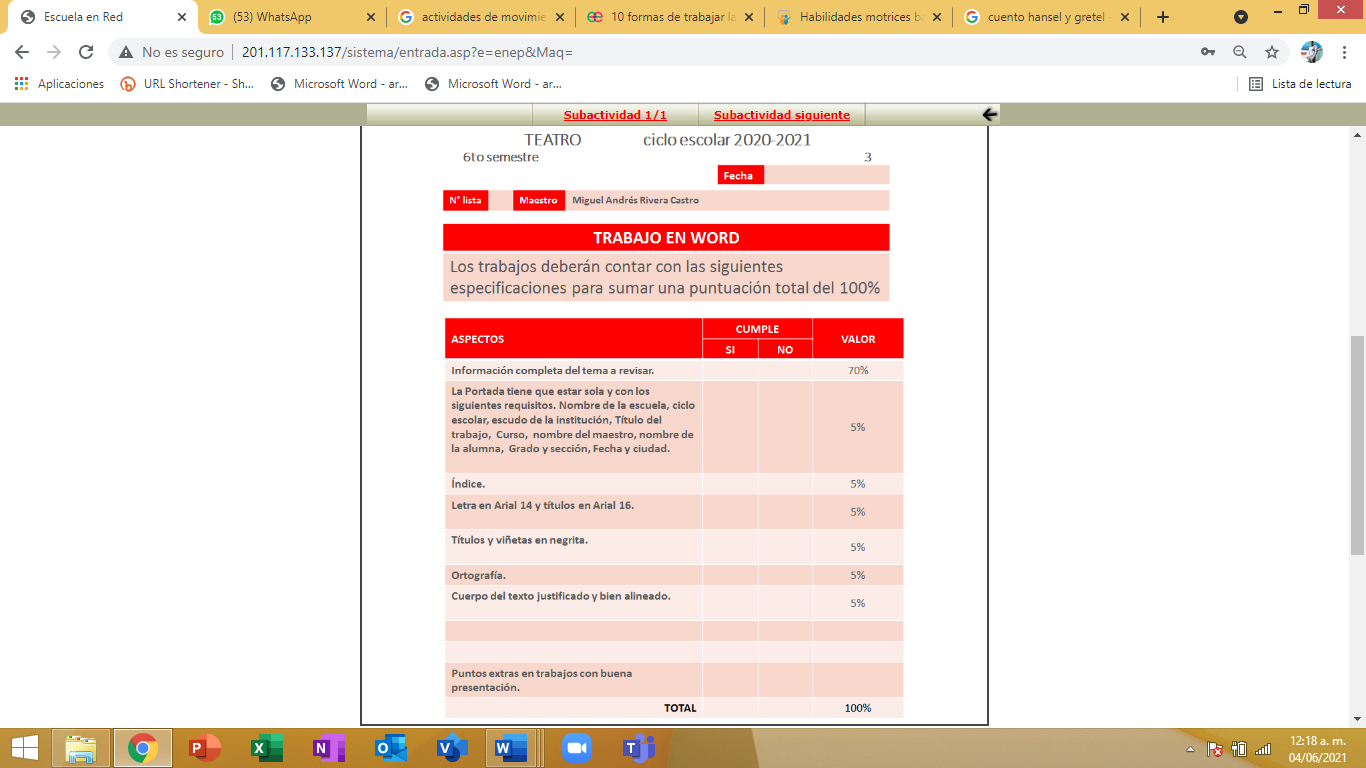 Escuela en Red
(53) WhatsApp
actividades de movimie
10 formas de trabajar la
Habilidades motrices ba
cuento hansel y gretel -
No es seguro
201.117.133.137/sistema/entrada.asp?e=enep&Maq=
Aplicaciones
URL Shortener - Sh...
Microsoft Word - ar...
Microsoft Word - ar...
Lista de lectura
Subactividad 1/1
Subactividad siguiente
TEATRO ciclo escolar 2020-2021
6to semestre 3
Fecha
N° lista
Maestro
Miguel Andrés Rivera Castro
TRABAJO EN WORD
Los trabajos deberán contar con las siguientes
especificaciones para sumar una puntuación total del 100%
ASPECTOS
CUMPLE
SI
NO
VALOR
Información completa del tema a revisar.
70%
La Portada tiene que estar sola y con los
siguientes requisitos. Nombre de la escuela, ciclo
escolar, escudo de la institución, Título del
trabajo, Curso, nombre del maestro, nombre de
la alumna, Grado y sección, Fecha y ciudad.
5%
Índice.
5%
Letra en Arial 14 y títulos en Arial 16.
5%
Títulos y viñetas en negrita.
5%
Ortografía.
5%
Cuerpo del texto justificado y bien alineado.
5%
Puntos extras en trabajos con buena
presentación.
TOTAL
100%
12:18 a. m.
04/06/2021